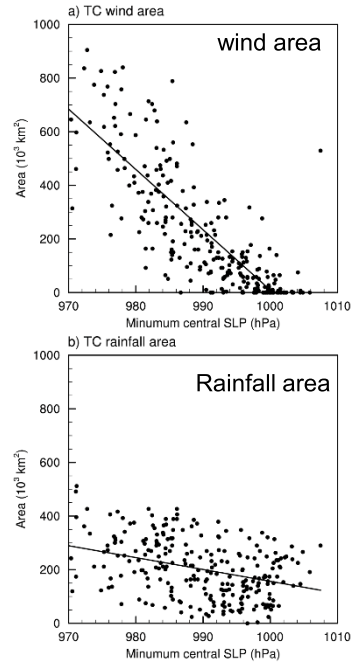 a) TC wind area
wind area
1000
800
600
400
200
0
Area (10³ km²)
970 980 990 1000 1010
Minumum central SLP (hPa)
b) TC rainfall area
Rainfall area
1000
800
600
400
200
0
Area (10³ km²)
970 980 990 1000 1010
Minimum central SLP (hPa)